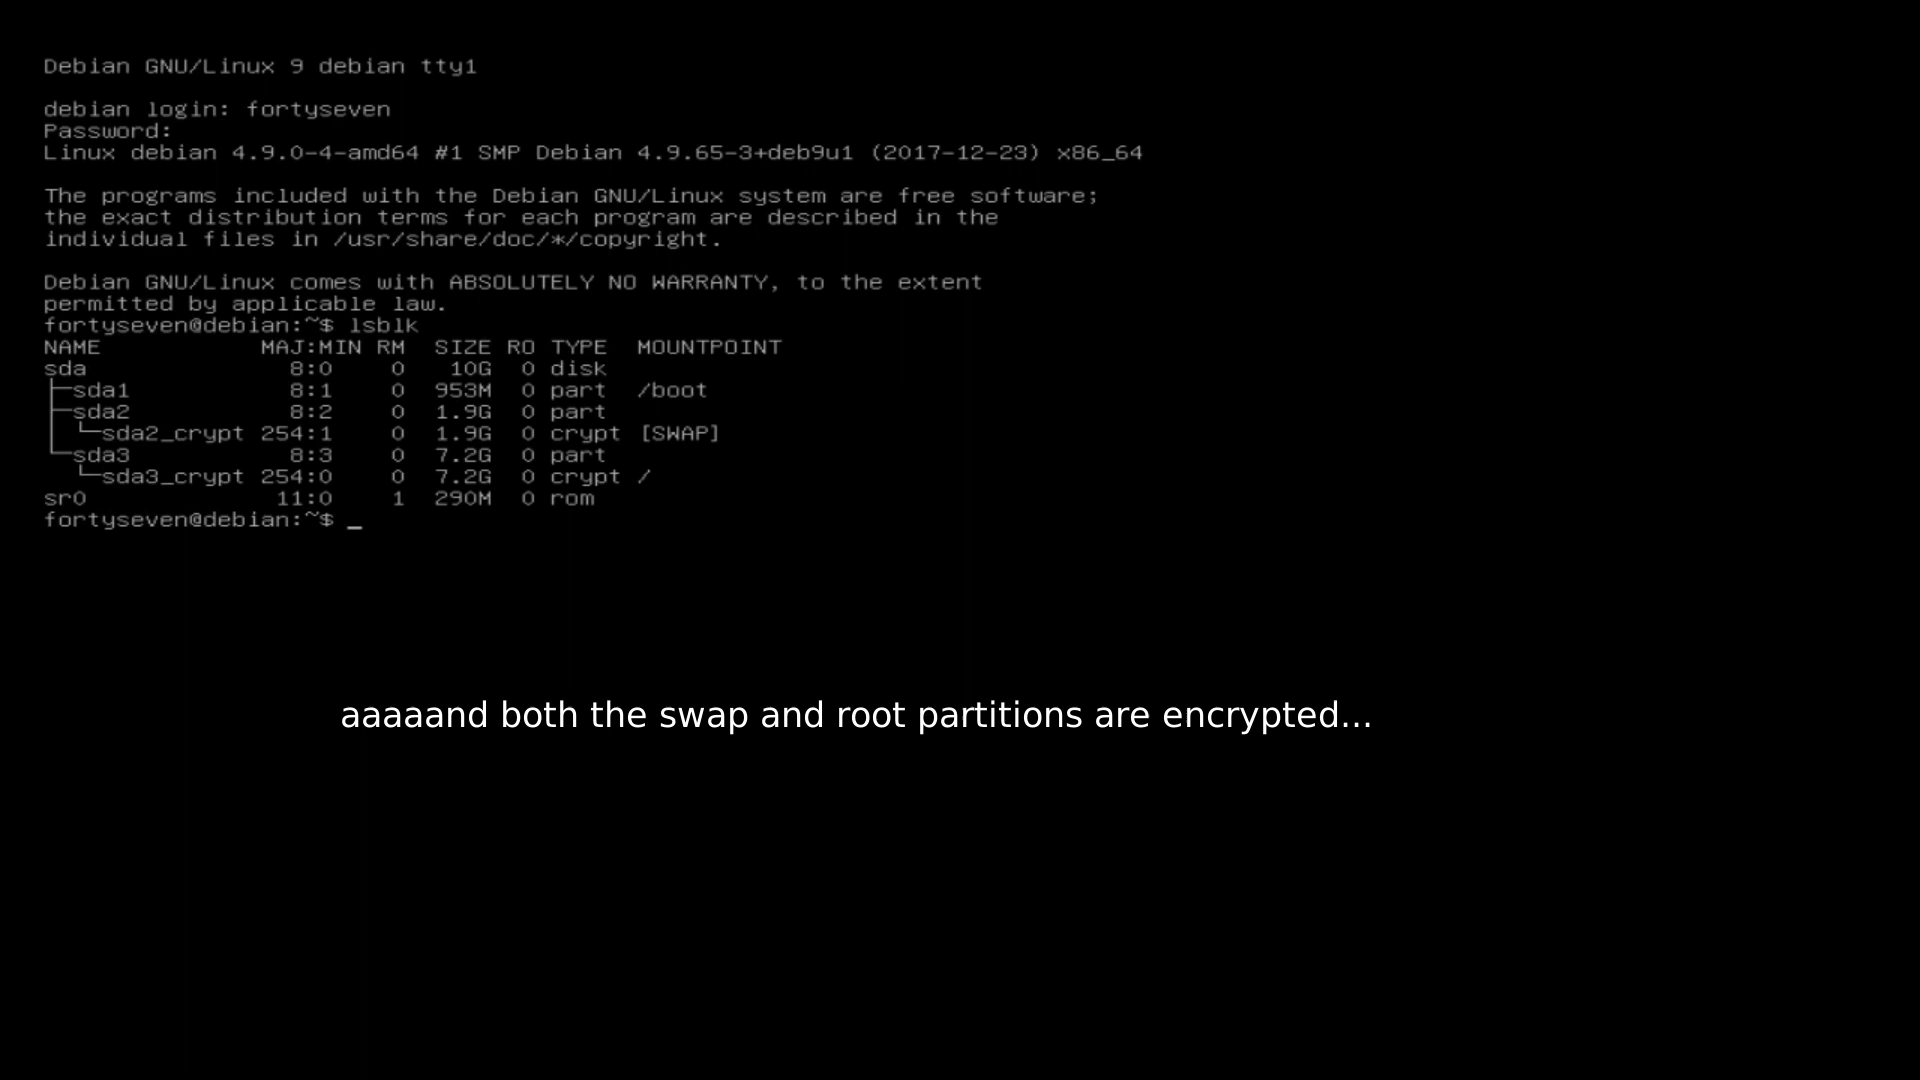 Debian GNU/Linux 9 debian tty1
debian login: fortyseven
Password:
Linux debian 4.9.0-4-amd64 #1 SMP Debian 4.9.65-3+deb9u1 (2017-12-23) x86_64
The programs included with the Debian GNU/Linux system are free software;
the exact distribution terms for each program are described in the
individual files in /usr/share/doc/*/copyright.
Debian GNU/Linux comes with ABSOLUTELY NO WARRANTY, to the extent
permitted by applicable law.
fortyseven@debian:~$ lsblk
NAME           MAJ:MIN RM   SIZE RO TYPE  MOUNTPOINT
sda              8:0    0    10G  0 disk
├─sda1           8:1    0   953M  0 part  /boot
├─sda2           8:2    0   1.9G  0 part
│ └─sda2_crypt 254:1    0   1.9G  0 crypt [SWAP]
└─sda3           8:3    0   7.2G  0 part
  └─sda3_crypt 254:0    0   7.2G  0 crypt /
sr0             11:0    1   290M  0 rom
fortyseven@debian:~$ _
aaaaand both the swap and root partitions are encrypted...